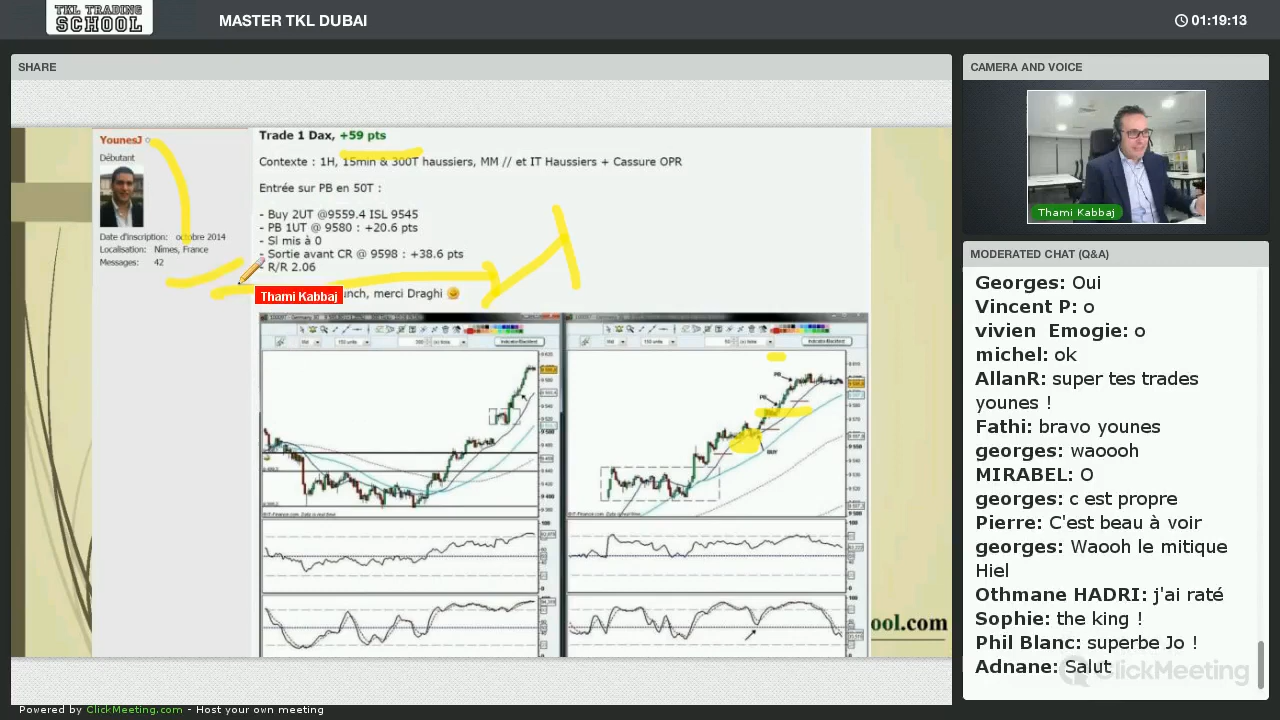 TKL TRADING
SCHOOL
MASTER TKL DUBAI
01:19:13
SHARE
YounesJ
Débutant
Date d'inscription: octobre 2014
Localisation: Nîmes, France
Messages: 42
Trade 1 Dax, +59 pts
Contexte : 1H, 15min & 300T haussiers, MM // et IT Haussiers + Cassure OPR
Entrée sur PB en 50T :
- Buy 2UT @9559.4 ISL 9545
- PB 1UT @ 9580 : +20.6 pts
- Sl mis à 0
- Sortie avant CR @ 9598 : +38.6 pts
- R/R 2.06
Thami Kabbaj
unch, merci Draghi
PB
PB
BUY
ool.com
CAMERA AND VOICE
Thami Kabbaj
MODERATED CHAT (Q&A)
Georges: Oui
Vincent P: o
vivien Emogie: o
michel: ok
AllanR: super tes trades
younes !
Fathi: bravo younes
georges: waoooh
MIRABEL: O
georges: c est propre
Pierre: C'est beau à voir
georges: Waooh le mitique
Hiel
Othmane HADRI: j'ai raté
Sophie: the king !
Phil Blanc: superbe Jo !
Adnane: Salut
ClickMeeting
Powered by ClickMeeting.com - Host your own meeting